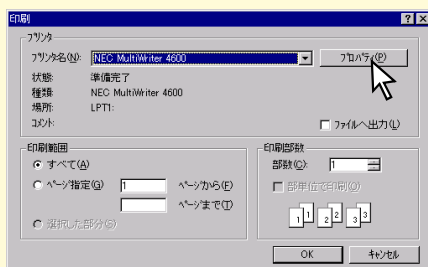 印刷
プリンタ
プリンタ名(N): NEC MultiWriter 4600 プロパティ(P)
状態: 準備完了
種類: NEC MultiWriter 4600
場所: LPT1:
コメント: ファイルへ出力(L)
印刷範囲
すべて(A)
ページ指定(G) 1 ページから(F)
ページまで(T)
選択した部分(S)
印刷部数
部数(C): 1
部単位で印刷(O)
1 1 2 2 3 3
OK キャンセル